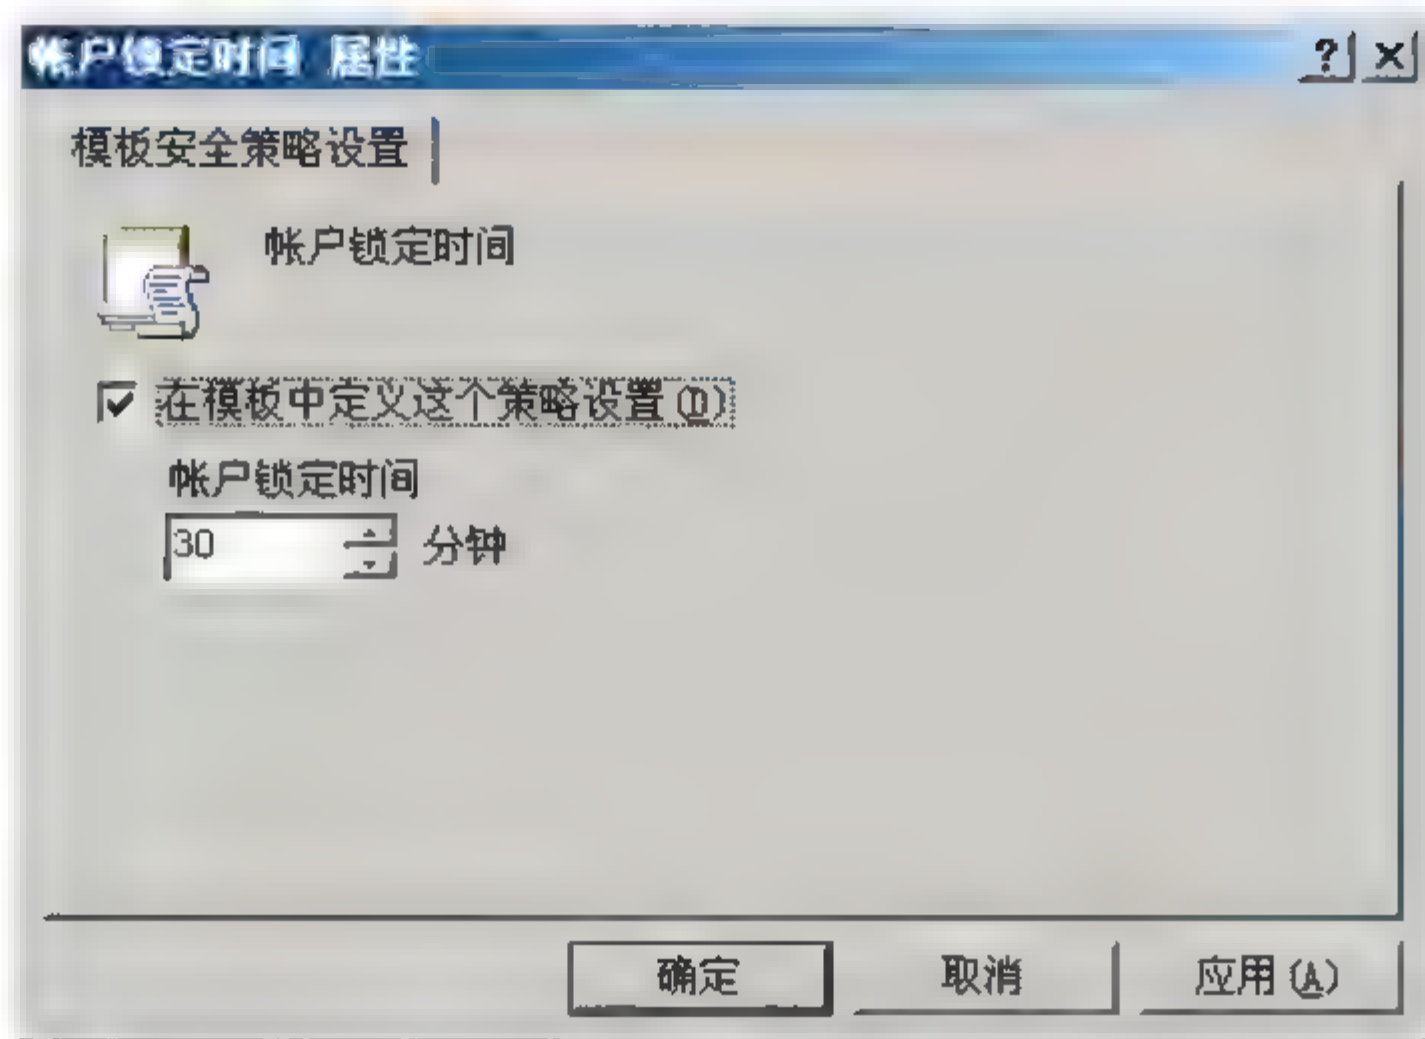 帐户锁定时间 属性
模板安全策略设置
帐户锁定时间
在模板中定义这个策略设置(D)
帐户锁定时间
30 分钟
确定 取消 应用(A)